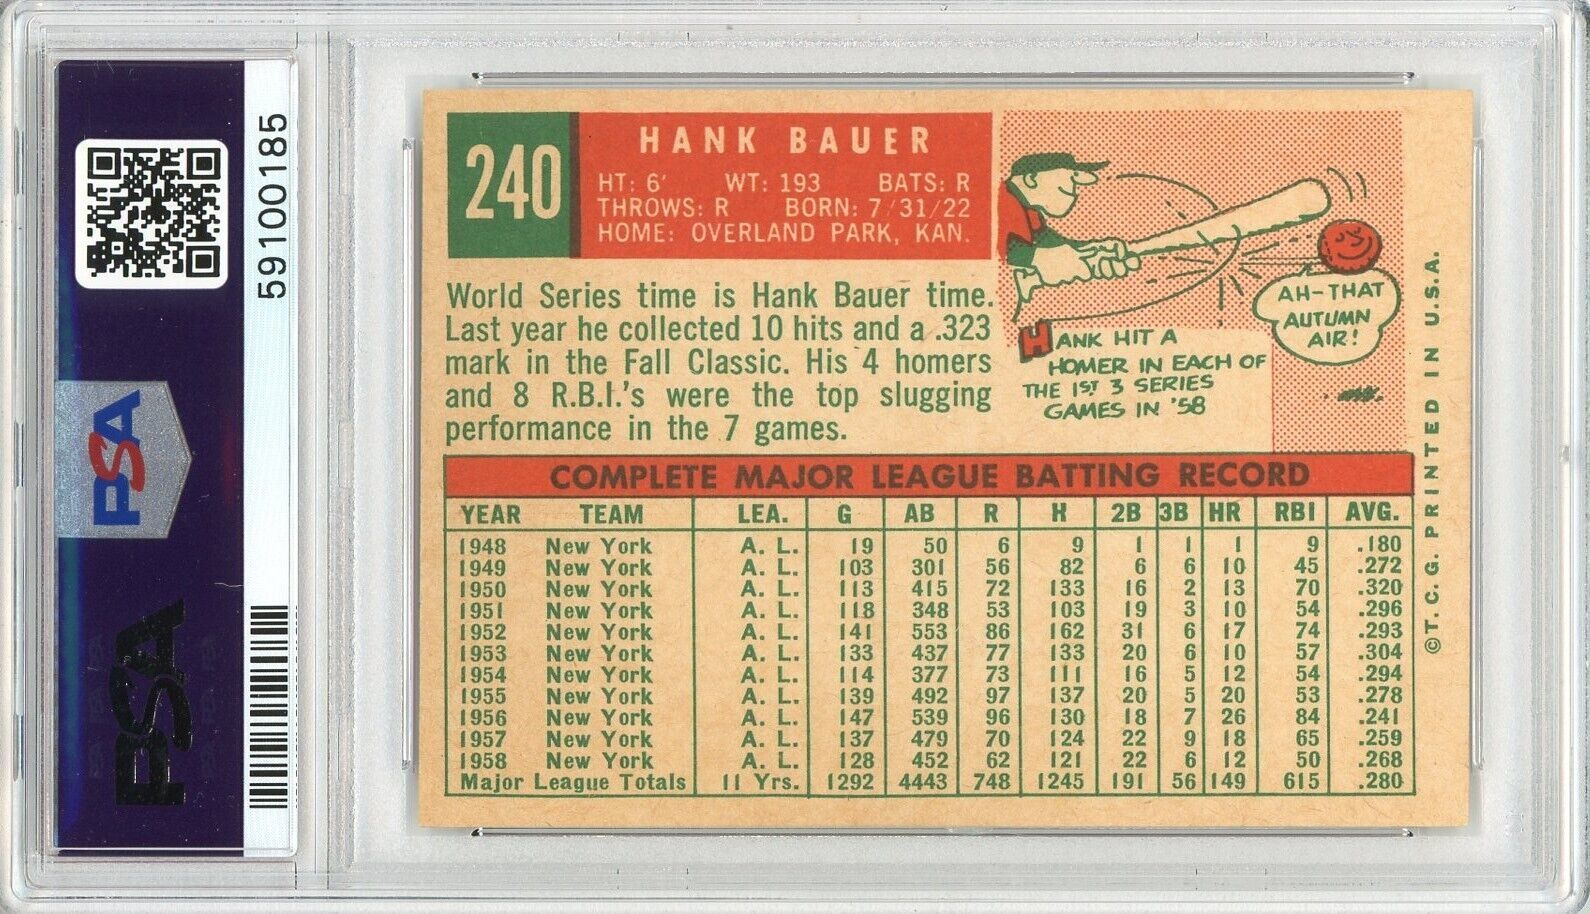 59100185
PSA
PSA
240
HANK BAUER
HT: 6' WT: 193 BATS: R
THROWS: R BORN: 7/31/22
HOME: OVERLAND PARK, KAN.
World Series time is Hank Bauer time.
Last year he collected 10 hits and a .323
mark in the Fall Classic. His 4 homers
and 8 R.B.I.'s were the top slugging
performance in the 7 games.
AH-THAT
AUTUMN
AIR!
HANK HIT A
HOMER IN EACH OF
THE 1ST 3 SERIES
GAMES IN '58
COMPLETE MAJOR LEAGUE BATTING RECORD
YEAR TEAM LEA. G AB R H 2B 3B HR RBI AVG.
1948 New York A. L. 19 50 6 9 1 1 1 9 .180
1949 New York A. L. 103 301 56 82 6 6 10 45 .272
1950 New York A. L. 113 415 72 133 16 2 13 70 .320
1951 New York A. L. 118 348 53 103 19 3 10 54 .296
1952 New York A. L. 141 553 86 162 31 6 17 74 .293
1953 New York A. L. 133 437 77 133 20 6 10 57 .304
1954 New York A. L. 114 377 73 111 16 5 12 54 .294
1955 New York A. L. 139 492 97 137 20 5 20 53 .278
1956 New York A. L. 147 539 96 130 18 7 26 84 .241
1957 New York A. L. 137 479 70 124 22 9 18 65 .259
1958 New York A. L. 128 452 62 121 22 6 12 50 .268
Major League Totals 11 Yrs. 1292 4443 748 1245 191 56 149 615 .280
© T. C. G. PRINTED IN U.S.A.